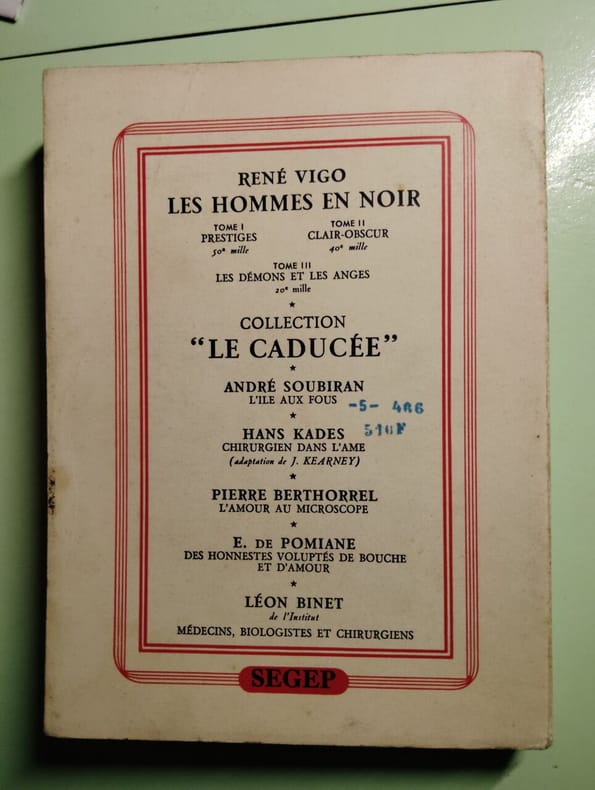 RENÉ VIGO
LES HOMMES EN NOIR
TOME I TOME II
PRESTIGES CLAIR-OBSCUR
50e mille 40e mille
TOME III
LES DÉMONS ET LES ANGES
20e mille
★
COLLECTION
"LE CADUCÉE"
★
ANDRÉ SOUBIRAN
L'ILE AUX FOUS
-5- 466
★
516F
HANS KADES
CHIRURGIEN DANS L'AME
(adaptation de J. KEARNEY)
★
PIERRE BERTHORREL
L'AMOUR AU MICROSCOPE
★
E. DE POMIANE
DES HONNESTES VOLUPTÉS DE BOUCHE
ET D'AMOUR
★
LÉON BINET
de l'Institut
MÉDECINS, BIOLOGISTES ET CHIRURGIENS
SEGEP